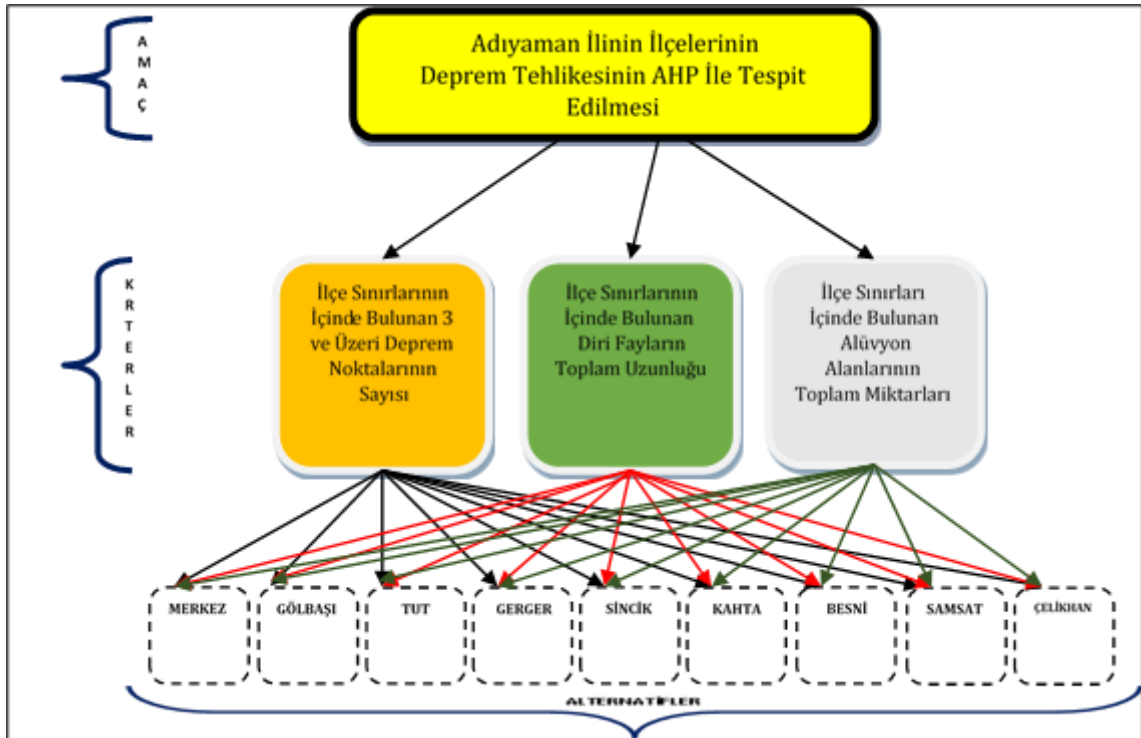 AMAÇ
Adıyaman İlinin İlçelerinin
Deprem Tehlikesinin AHP İle Tespit
Edilmesi
KRTERLER
İlçe Sınırlarının
İçinde Bulunan 3
ve Üzeri Deprem
Noktalarının
Sayısı
İlçe Sınırlarının
İçinde Bulunan
Diri Fayların
Toplam Uzunluğu
İlçe Sınırları
İçinde Bulunan
Alüvyon
Alanlarının
Toplam Miktarları
MERKEZ
GÖLBAŞI
TUT
GERGER
SİNCİK
KAHTA
BESNİ
SAMSAT
ÇELİKHAN
ALTERNATİFLER